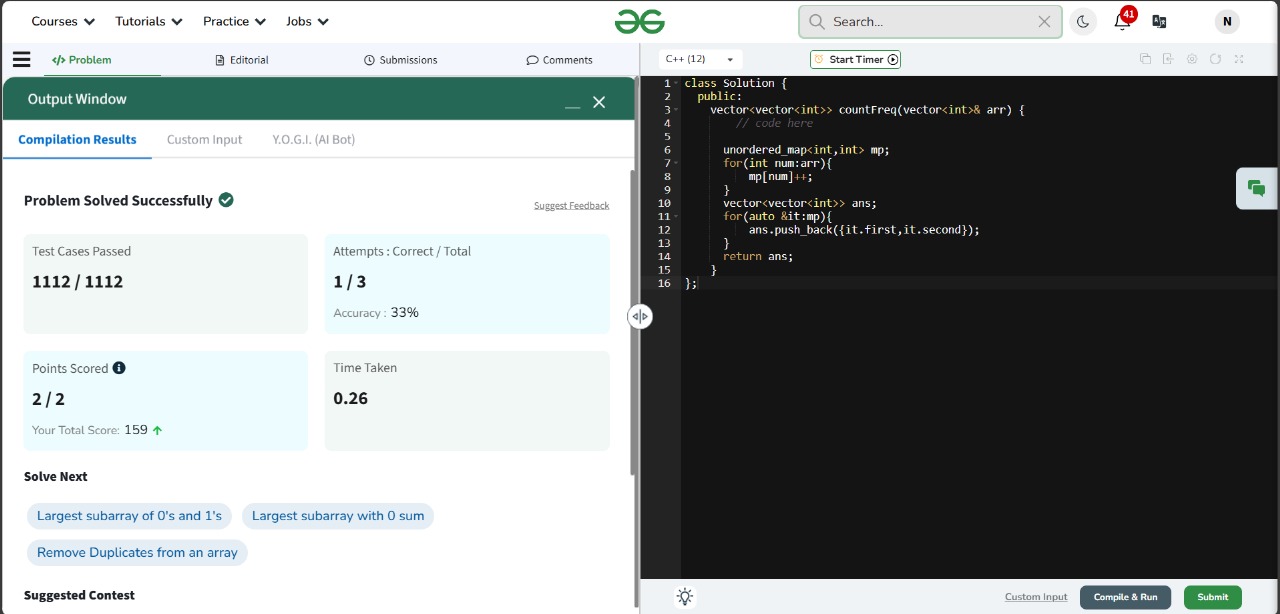 Courses Tutorials Practice Jobs Search... 41 N
</> Problem Editorial Submissions Comments
Output Window
Compilation Results Custom Input Y.O.G.I. (AI Bot)
Problem Solved Successfully
Suggest Feedback
Test Cases Passed
1112 / 1112
Attempts : Correct / Total
1 / 3
Accuracy : 33%
Points Scored
2 / 2
Your Total Score: 159
Time Taken
0.26
Solve Next
Largest subarray of 0's and 1's Largest subarray with 0 sum
Remove Duplicates from an array
Suggested Contest
C++ (12) Start Timer
1 class Solution {
2 public:
3 vector<vector<int>> countFreq(vector<int>& arr) {
4 // code here
5
6 unordered_map<int,int> mp;
7 for(int num:arr){
8 mp[num]++;
9 }
10 vector<vector<int>> ans;
11 for(auto &it:mp){
12 ans.push_back({it.first,it.second});
13 }
14 return ans;
15 }
16 };
Custom Input Compile & Run Submit